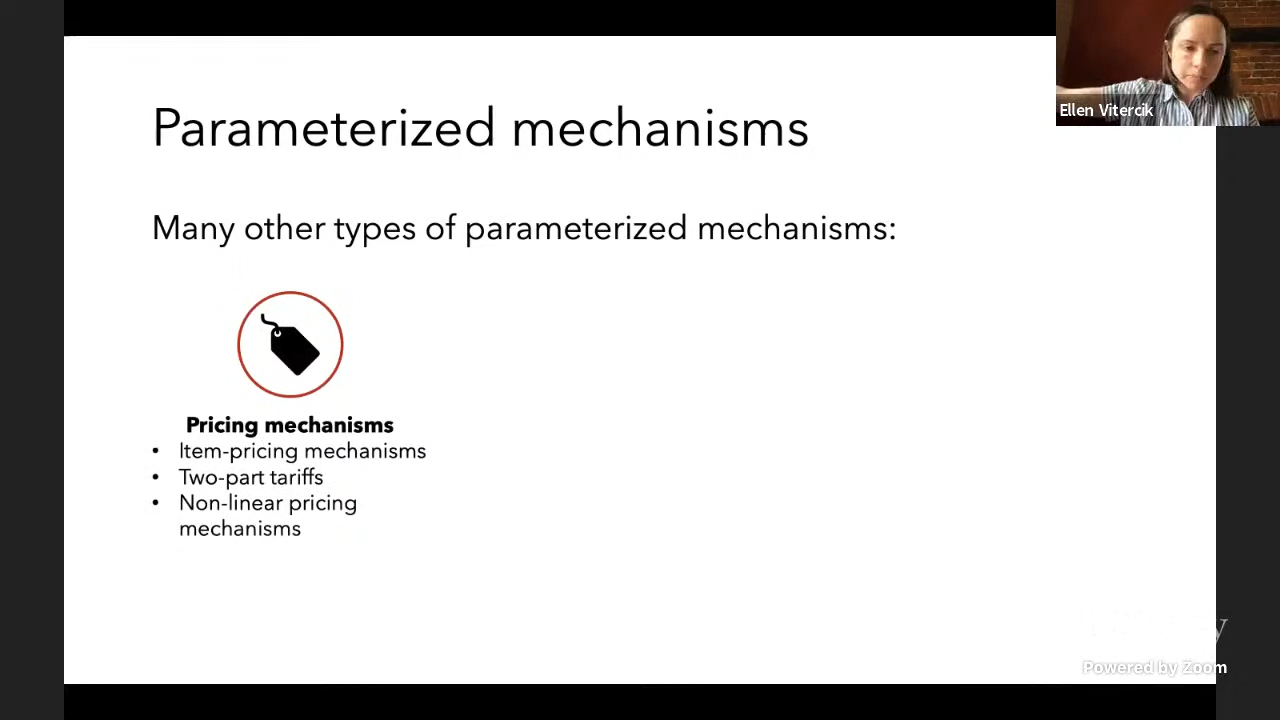 Parameterized mechanisms
Ellen Vitercik
Many other types of parameterized mechanisms:
Pricing mechanisms
• Item-pricing mechanisms
• Two-part tariffs
• Non-linear pricing
mechanisms
Powered by Zoom